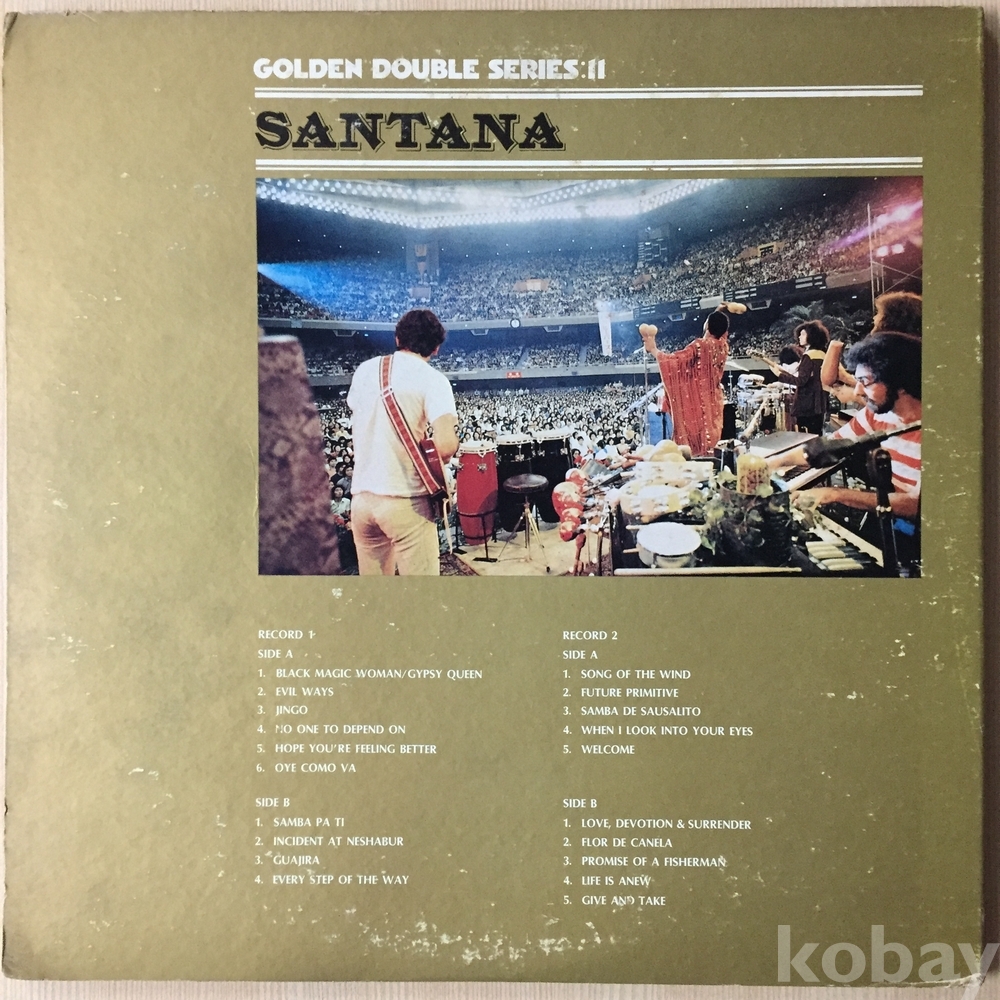 GOLDEN DOUBLE SERIES:11
SANTANA
RECORD 1
SIDE A
1. BLACK MAGIC WOMAN/GYPSY QUEEN
2. EVIL WAYS
3. JINGO
4. NO ONE TO DEPEND ON
5. HOPE YOU'RE FEELING BETTER
6. OYE COMO VA
SIDE B
1. SAMBA PA TI
2. INCIDENT AT NESHABUR
3. GUAJIRA
4. EVERY STEP OF THE WAY
RECORD 2
SIDE A
1. SONG OF THE WIND
2. FUTURE PRIMITIVE
3. SAMBA DE SAUSALITO
4. WHEN I LOOK INTO YOUR EYES
5. WELCOME
SIDE B
1. LOVE, DEVOTION & SURRENDER
2. FLOR DE CANELA
3. PROMISE OF A FISHERMAN
4. LIFE IS ANEW
5. GIVE AND TAKE
kobay